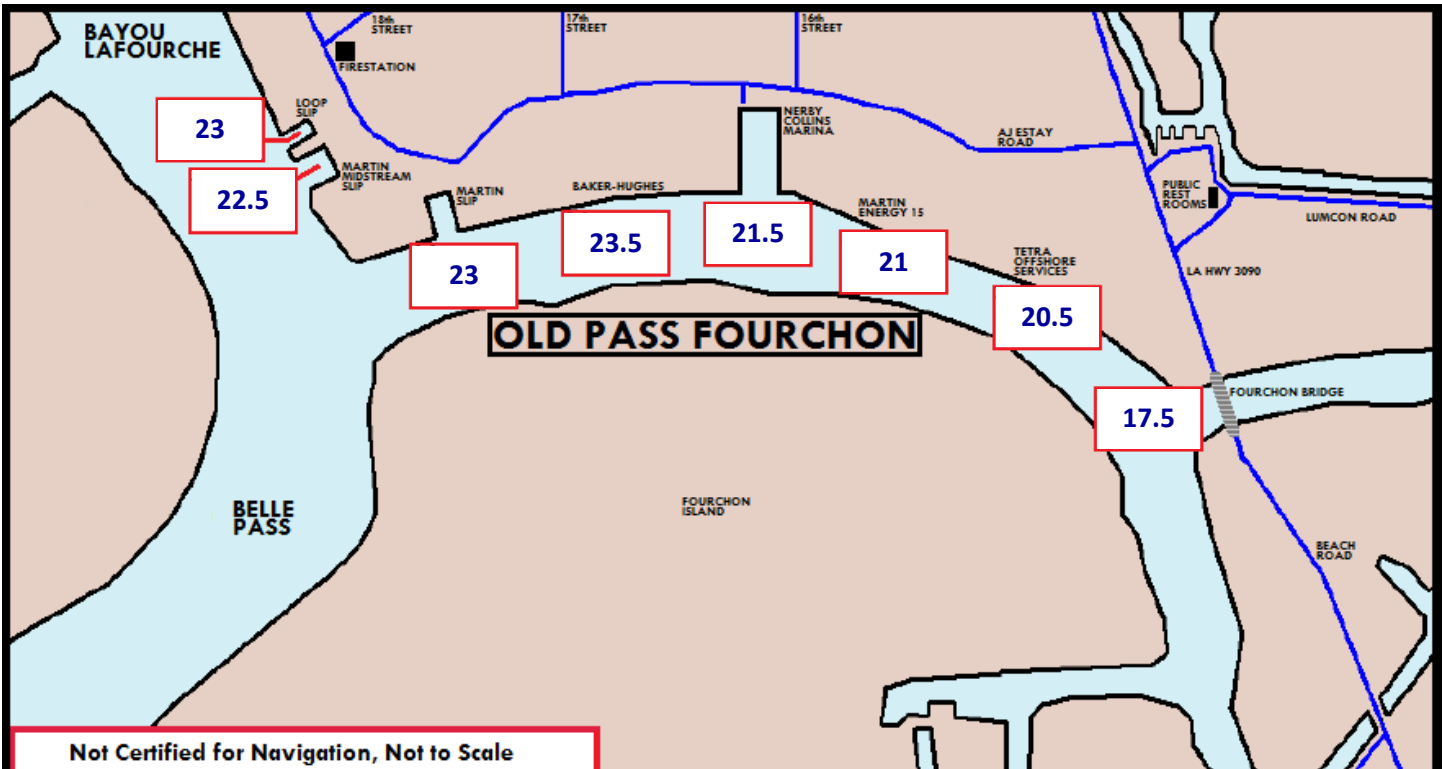 BAYOU
LAFOURCHE
18th
STREET
17th
STREET
16th
STREET
FIRESTATION
LOOP
SLIP
23
22.5
MARTIN
MIDSTREAM
SLIP
MARTIN
SLIP
BAKER-HUGHES
NERBY
COLLINS
MARINA
AJ ESTAY
ROAD
PUBLIC
REST
ROOMS
LUMCON ROAD
MARTIN
ENERGY 15
TETRA
OFFSHORE
SERVICES
LA HWY 3090
23
23.5
21.5
21
20.5
17.5
OLD PASS FOURCHON
FOURCHON BRIDGE
BELLE
PASS
FOURCHON
ISLAND
BEACH
ROAD
Not Certified for Navigation, Not to Scale